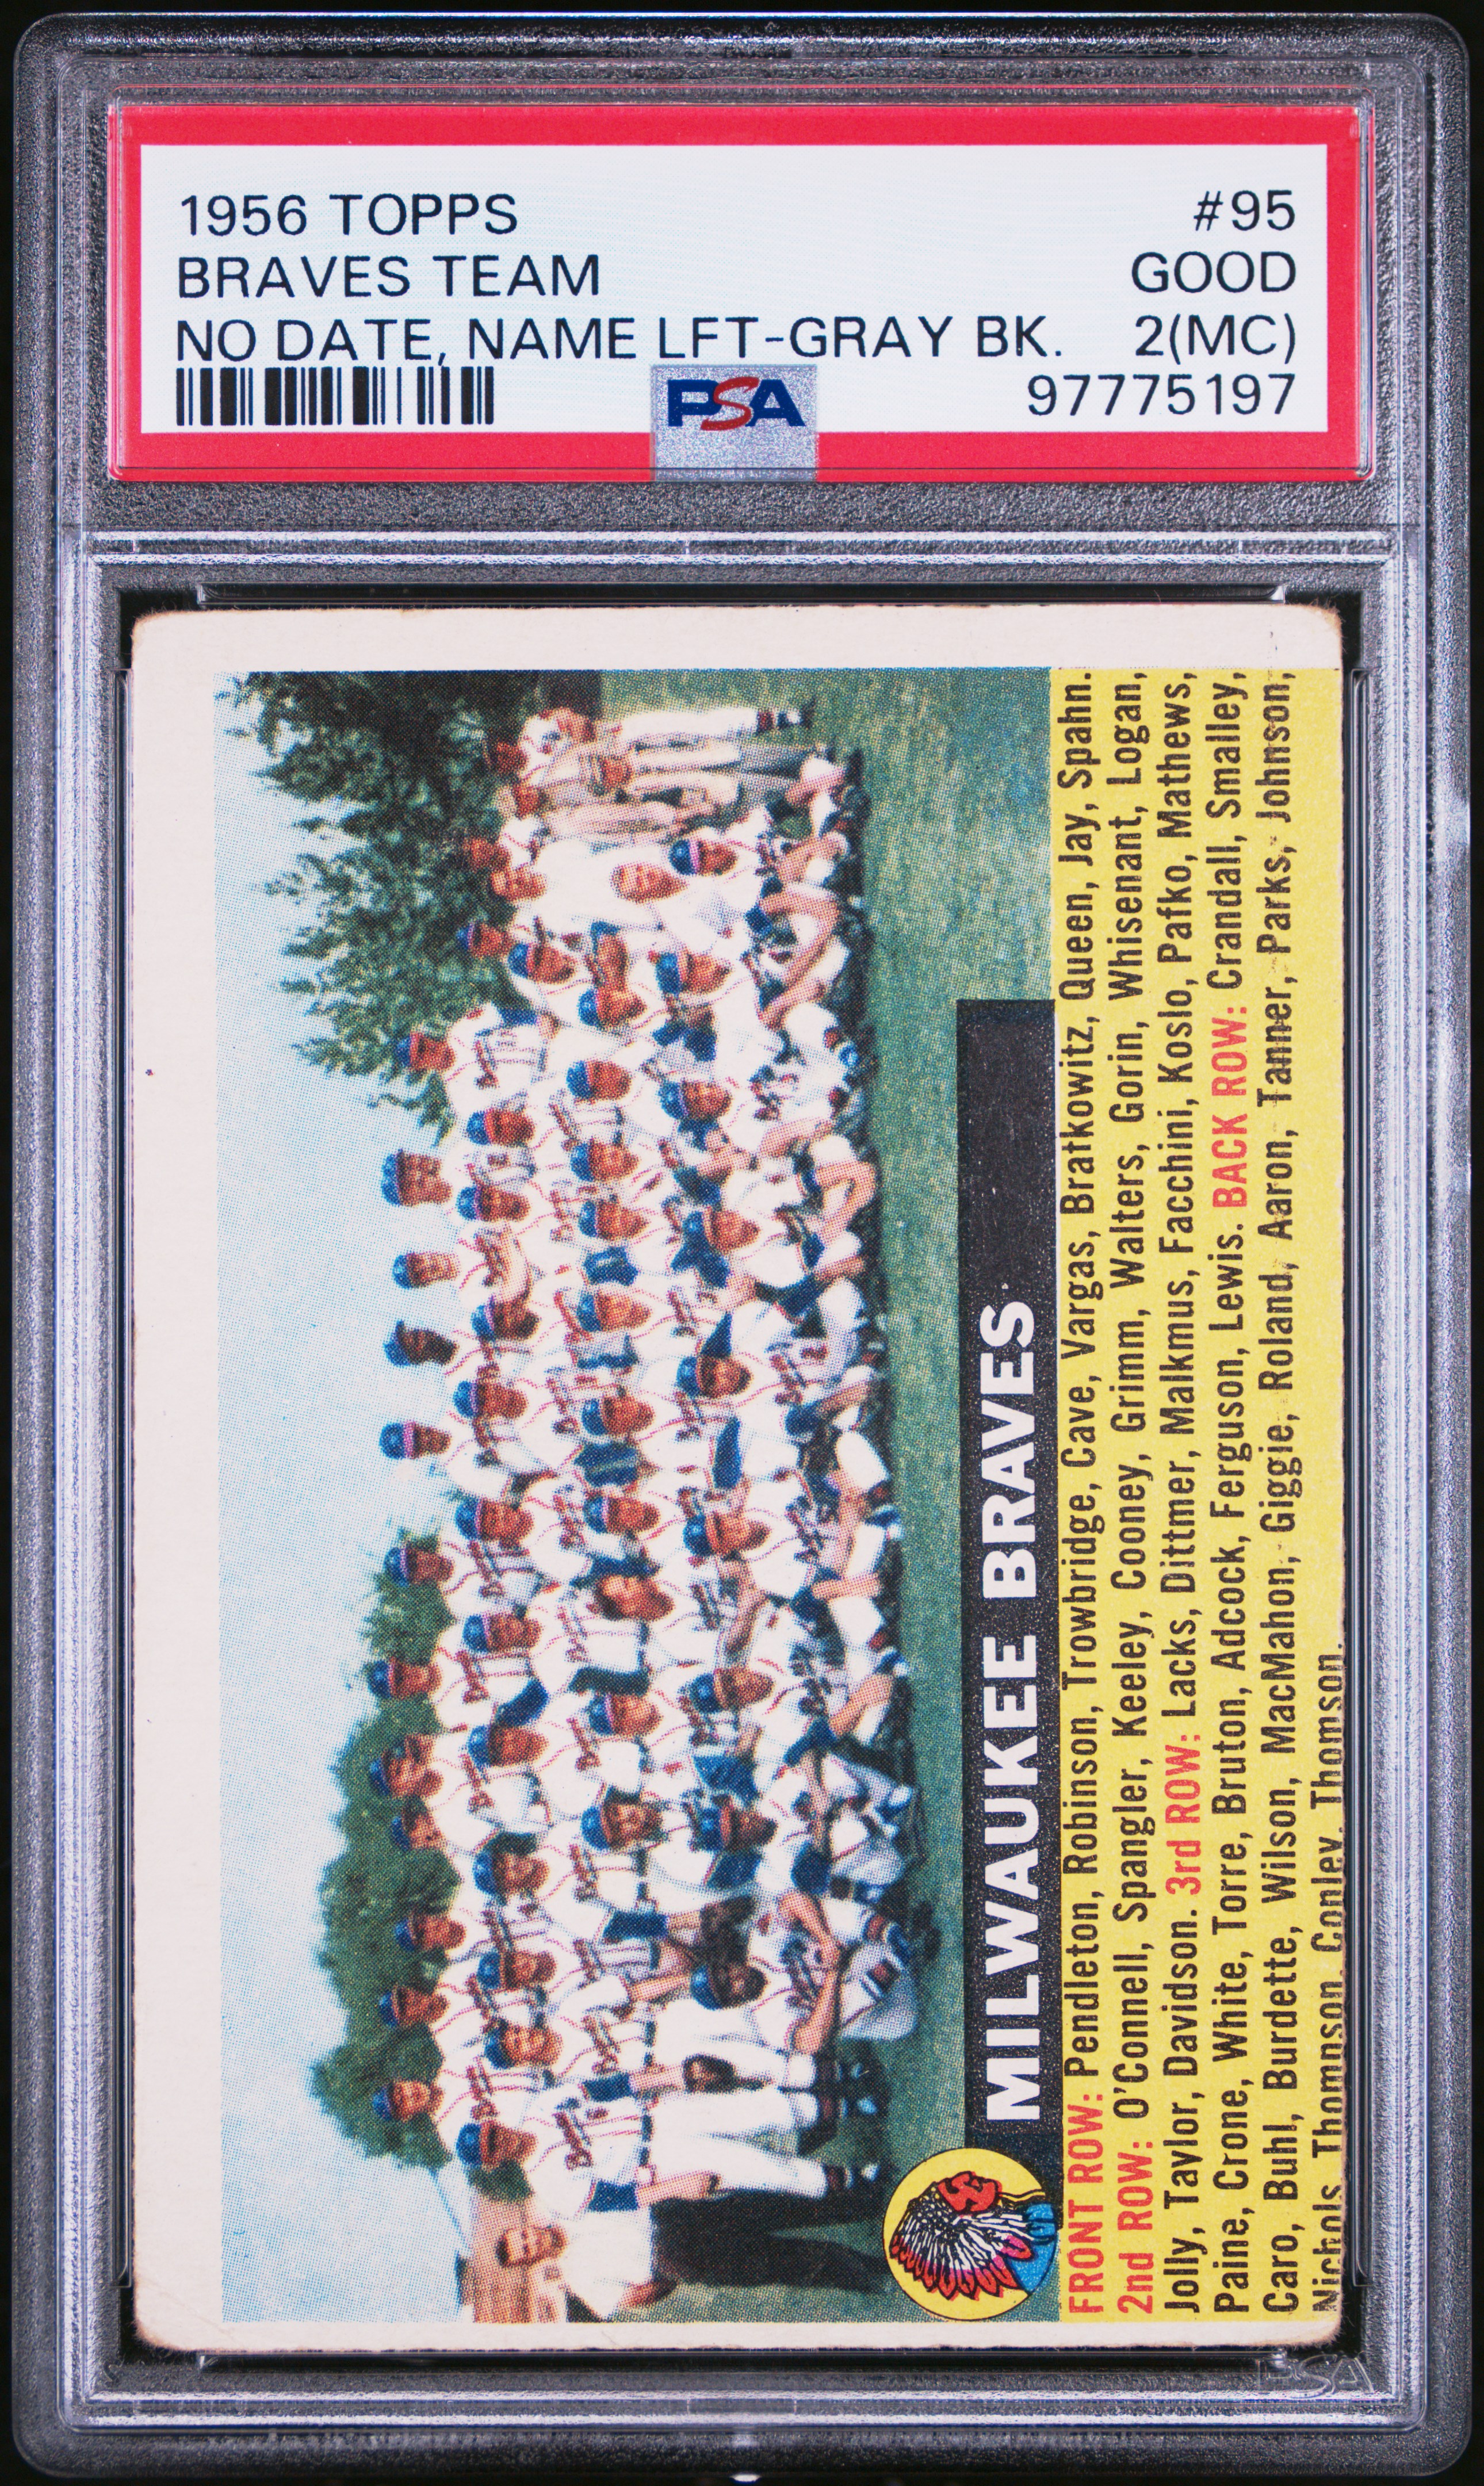 1956 TOPPS #95
BRAVES TEAM GOOD
NO DATE, NAME LFT-GRAY BK. 2(MC)
PSA 97775197
MILWAUKEE BRAVES
FRONT ROW: Pendleton, Robinson, Trowbridge, Cave, Vargas, Bratkowitz, Queen, Jay, Spahn.
2nd ROW: O'Connell, Spangler, Keeley, Cooney, Grimm, Walters, Gorin, Whisenant, Logan,
Jolly, Taylor, Davidson. 3rd ROW: Lacks, Dittmer, Malkmus, Facchini, Koslo, Pafko, Mathews,
Paine, Crone, White, Torre, Bruton, Adcock, Ferguson, Lewis. BACK ROW: Crandall, Smalley,
Caro, Buhl, Burdette, Wilson, MacMahon, Giggie, Roland, Aaron, Tanner, Parks, Johnson,
Nichols, Thompson, Conley, Thomson.
PSA